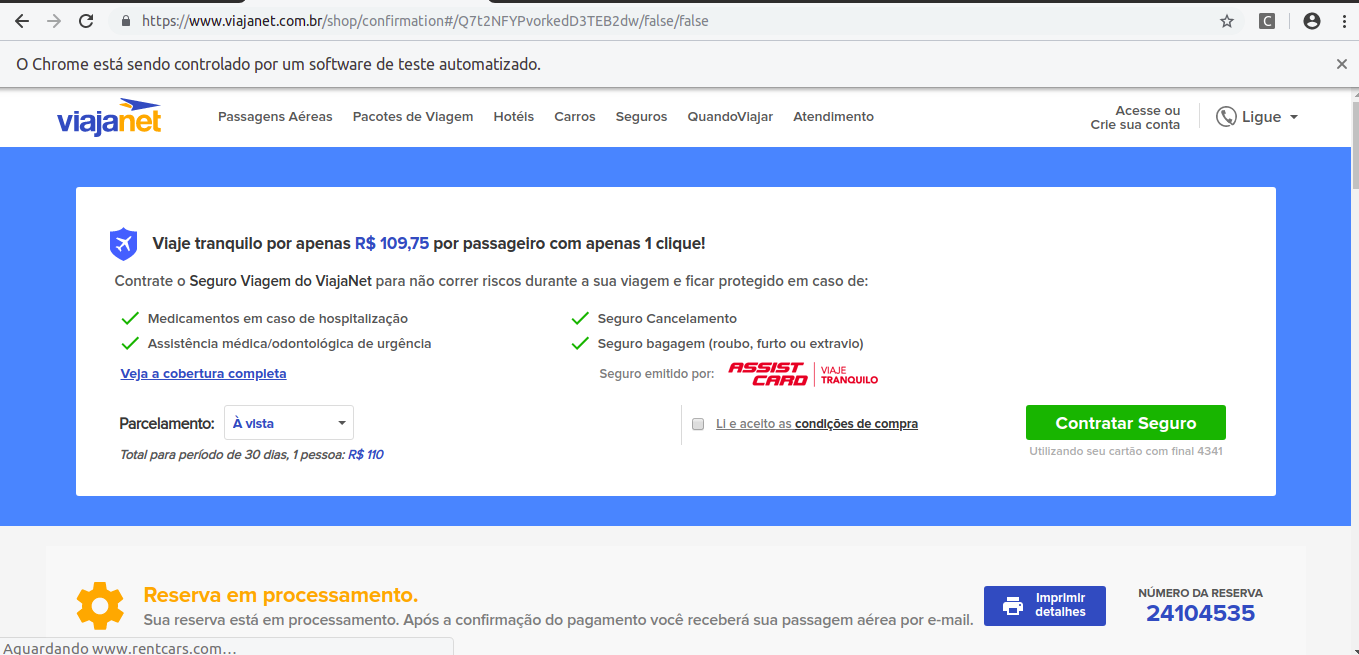 https://www.viajanet.com.br/shop/confirmation#/Q7t2NFYPvorkedD3TEB2dw/false/false
C
O Chrome está sendo controlado por um software de teste automatizado.
viajanet
Passagens Aéreas Pacotes de Viagem Hotéis Carros Seguros QuandoViajar Atendimento
Acesse ou
Crie sua conta
Ligue
Viaje tranquilo por apenas R$ 109,75 por passageiro com apenas 1 clique!
Contrate o Seguro Viagem do ViajaNet para não correr riscos durante a sua viagem e ficar protegido em caso de:
Medicamentos em caso de hospitalização
Seguro Cancelamento
Assistência médica/odontológica de urgência
Seguro bagagem (roubo, furto ou extravio)
Veja a cobertura completa
Seguro emitido por:
ASSIST
CARD
VIAJE
TRANQUILO
Parcelamento: À vista
Li e aceito as condições de compra
Contratar Seguro
Total para período de 30 dias, 1 pessoa: R$ 110
Utilizando seu cartão com final 4341
Reserva em processamento.
Sua reserva está em processamento. Após a confirmação do pagamento você receberá sua passagem aérea por e-mail.
Imprimir
detalhes
NÚMERO DA RESERVA
24104535
Aguardando www.rentcars.com...